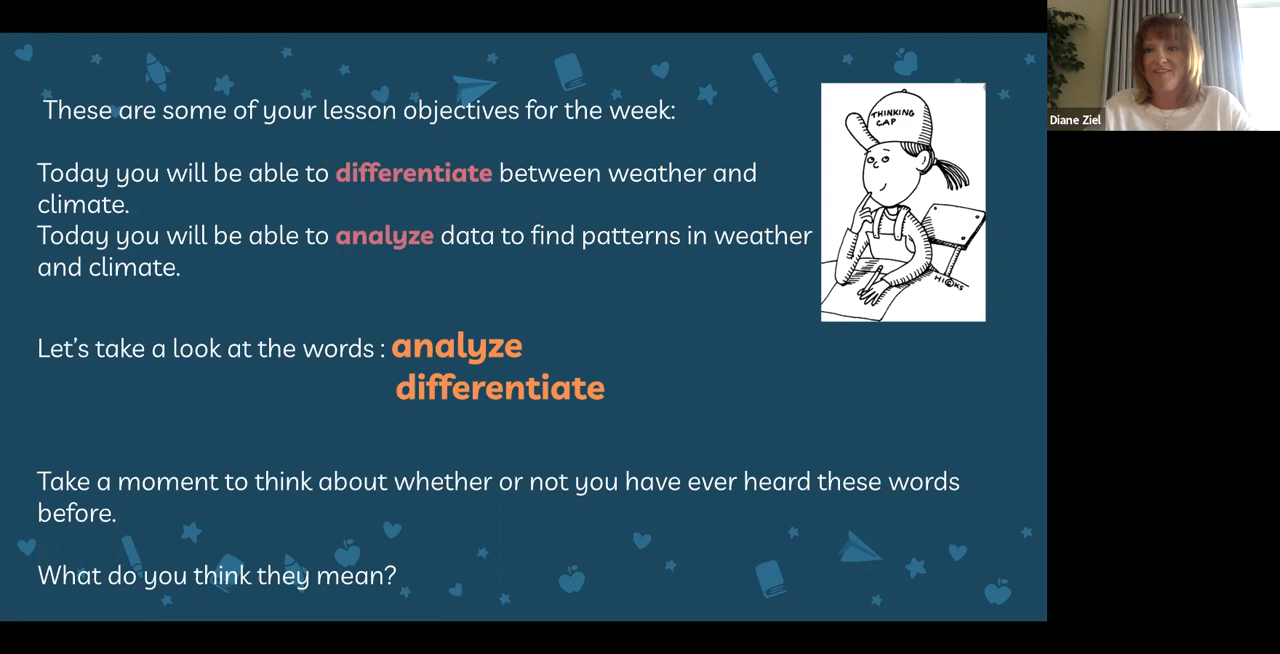 These are some of your lesson objectives for the week:
Today you will be able to differentiate between weather and
climate.
Today you will be able to analyze data to find patterns in weather
and climate.
Let's take a look at the words : analyze
differentiate
Take a moment to think about whether or not you have ever heard these words
before.
What do you think they mean?
THINKING
CAP
HICKS
Diane Ziel